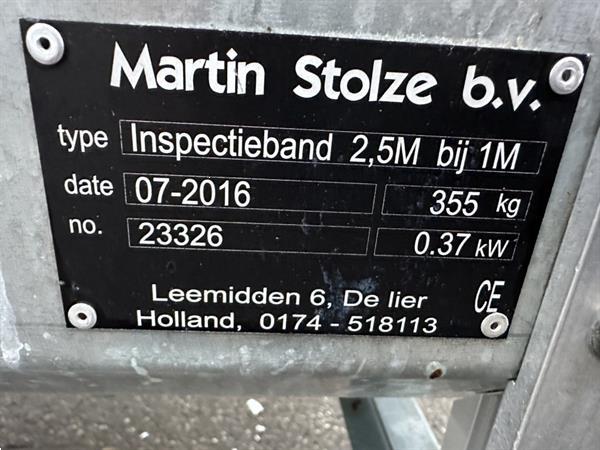 Martin Stolze b.v.
type Inspectieband 2,5M bij 1M
date 07-2016 355 kg
no. 23326 0.37 kW
Leemidden 6, De lier CE
Holland, 0174 - 518113